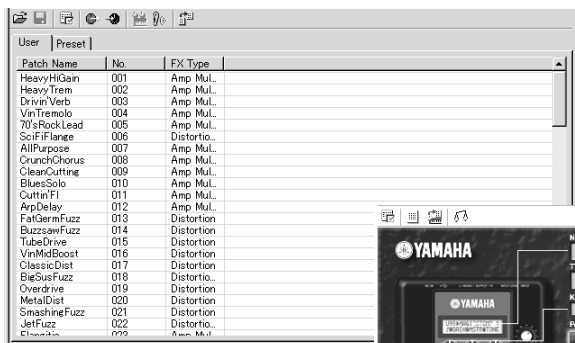 User Preset
Patch Name No. FX Type
HeavyHiGain 001 Amp Mul...
HeavyTrem 002 Amp Mul...
Drivin'Verb 003 Amp Mul...
VinTremolo 004 Amp Mul...
70'sRockLead 005 Amp Mul...
SciFiFlange 006 Distortio...
AllPurpose 007 Amp Mul...
CrunchChorus 008 Amp Mul...
CleanCutting 009 Amp Mul...
BluesSolo 010 Amp Mul...
Cuttin'Fl 011 Amp Mul...
ArpDelay 012 Amp Mul...
FatGermFuzz 013 Distortion
BuzzsawFuzz 014 Distortion
TubeDrive 015 Distortion
VinMidBoost 016 Distortion
ClassicDist 017 Distortion
BigSusFuzz 018 Distortio...
Overdrive 019 Distortion
MetalDist 020 Distortion
SmashingFuzz 021 Distortion
JetFuzz 022 Distortio...
YAMAHA
YAMAHA